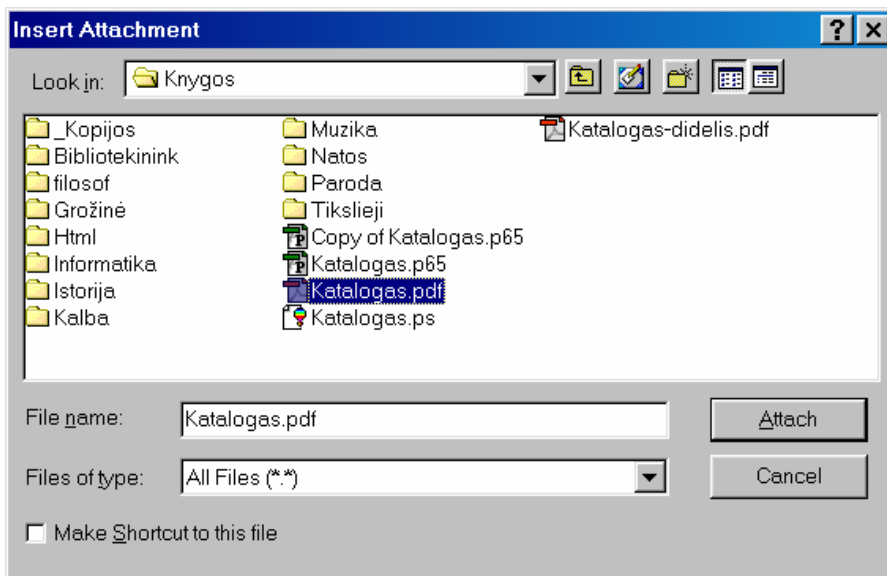 Insert Attachment
Look in: Knygos
_Kopijos
Bibliotekinink
filosof
Grožinė
Html
Informatika
Istorija
Kalba
Muzika
Natos
Paroda
Tikslieji
Copy of Katalogas.p65
Katalogas.p65
Katalogas.pdf
Katalogas.ps
Katalogas-didelis.pdf
File name: Katalogas.pdf
Attach
Files of type: All Files (*.*)
Cancel
Make Shortcut to this file